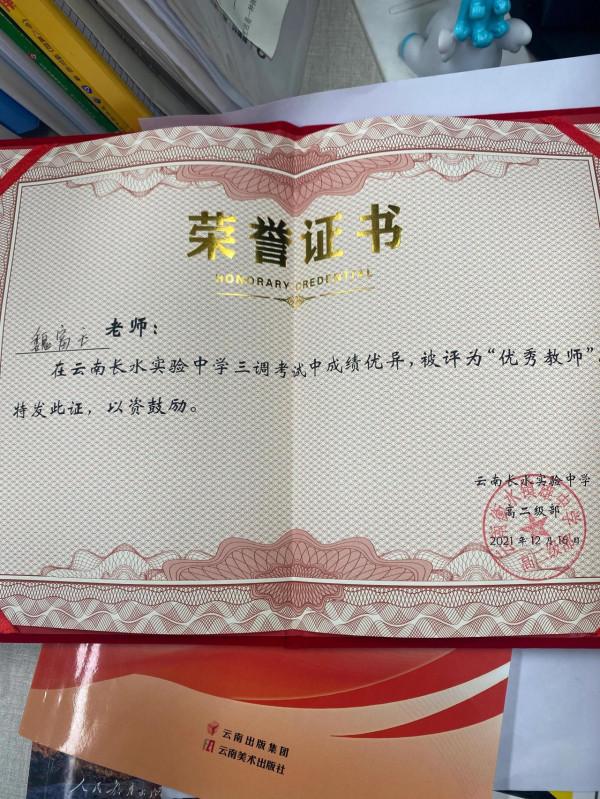 荣誉证书
HONORARY CREDENTIAL
魏富云 老师：
在云南长水实验中学三调考试中成绩优异，被评为“优秀教师”。
特发此证，以资鼓励。
云南长水实验中学
高二级部
2021年12月16日
云南出版集团
云南美术出版社